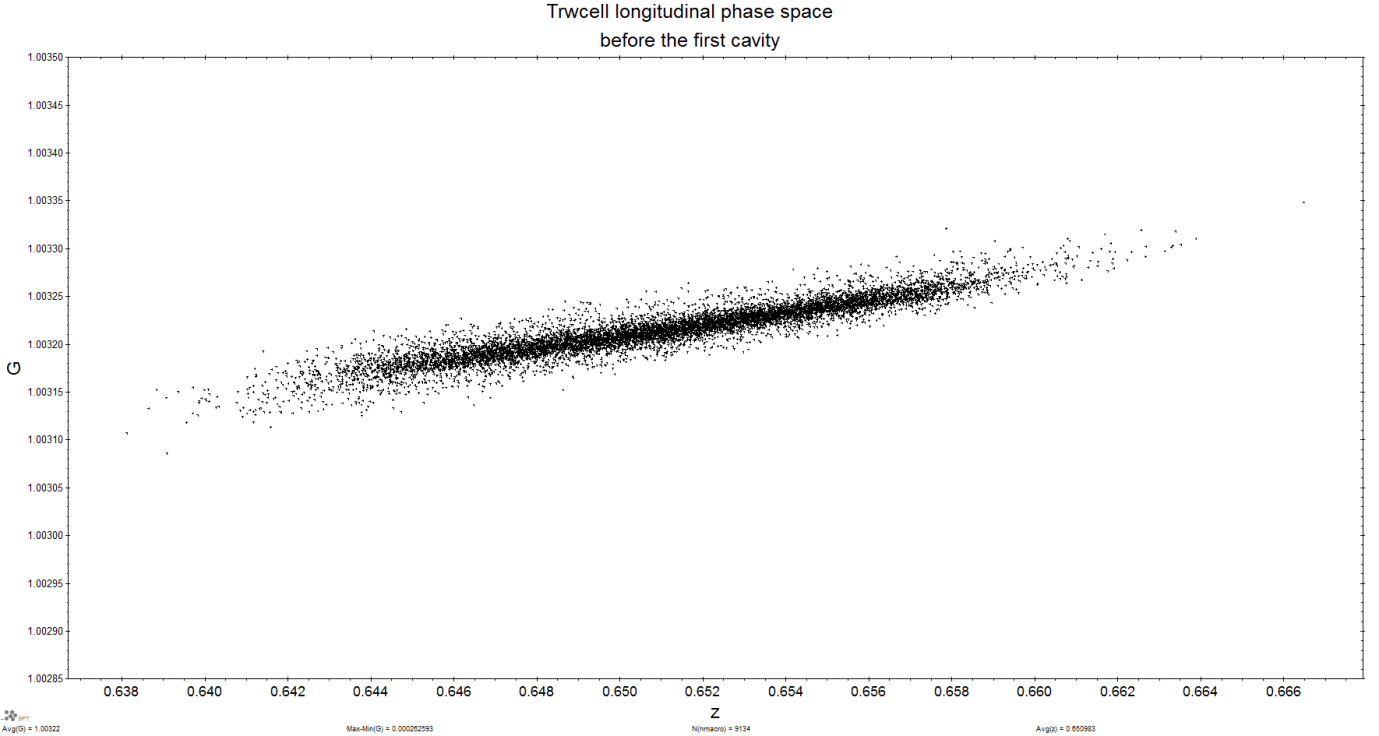 Trwcell longitudinal phase space
before the first cavity
1.00350
1.00345
1.00340
1.00335
1.00330
1.00325
1.00320
1.00315
1.00310
1.00305
1.00300
1.00295
1.00290
1.00285
G
0.638 0.640 0.642 0.644 0.646 0.648 0.650 0.652 0.654 0.656 0.658 0.660 0.662 0.664 0.666
z
GPT
Avg(G) = 1.00322 Max-Min(G) = 0.000262593 N(nmacro) = 9134 Avg(z) = 0.650983